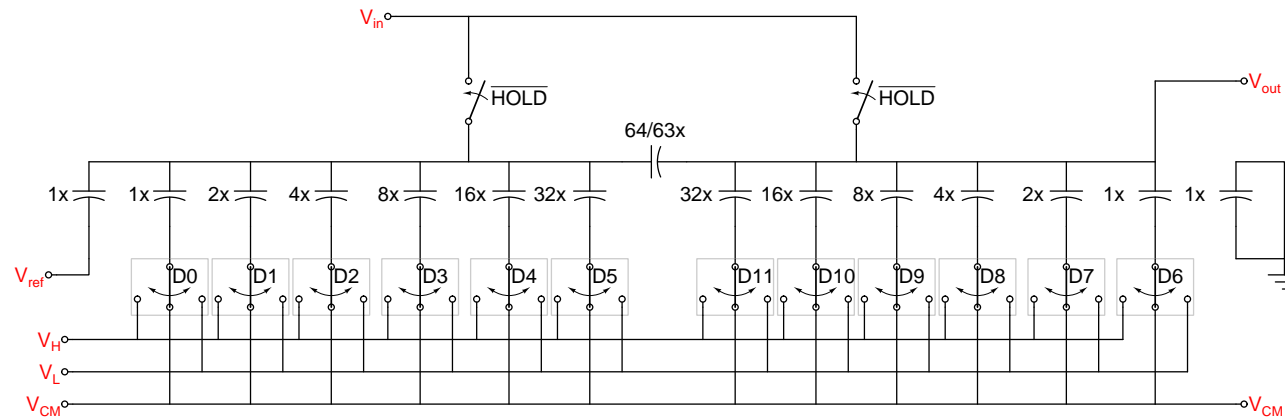 Vin
HOLD
HOLD
Vout
64/63x
1x 1x 2x 4x 8x 16x 32x 32x 16x 8x 4x 2x 1x 1x
Vref
D0 D1 D2 D3 D4 D5 D11 D10 D9 D8 D7 D6
VH
VL
VCM VCM